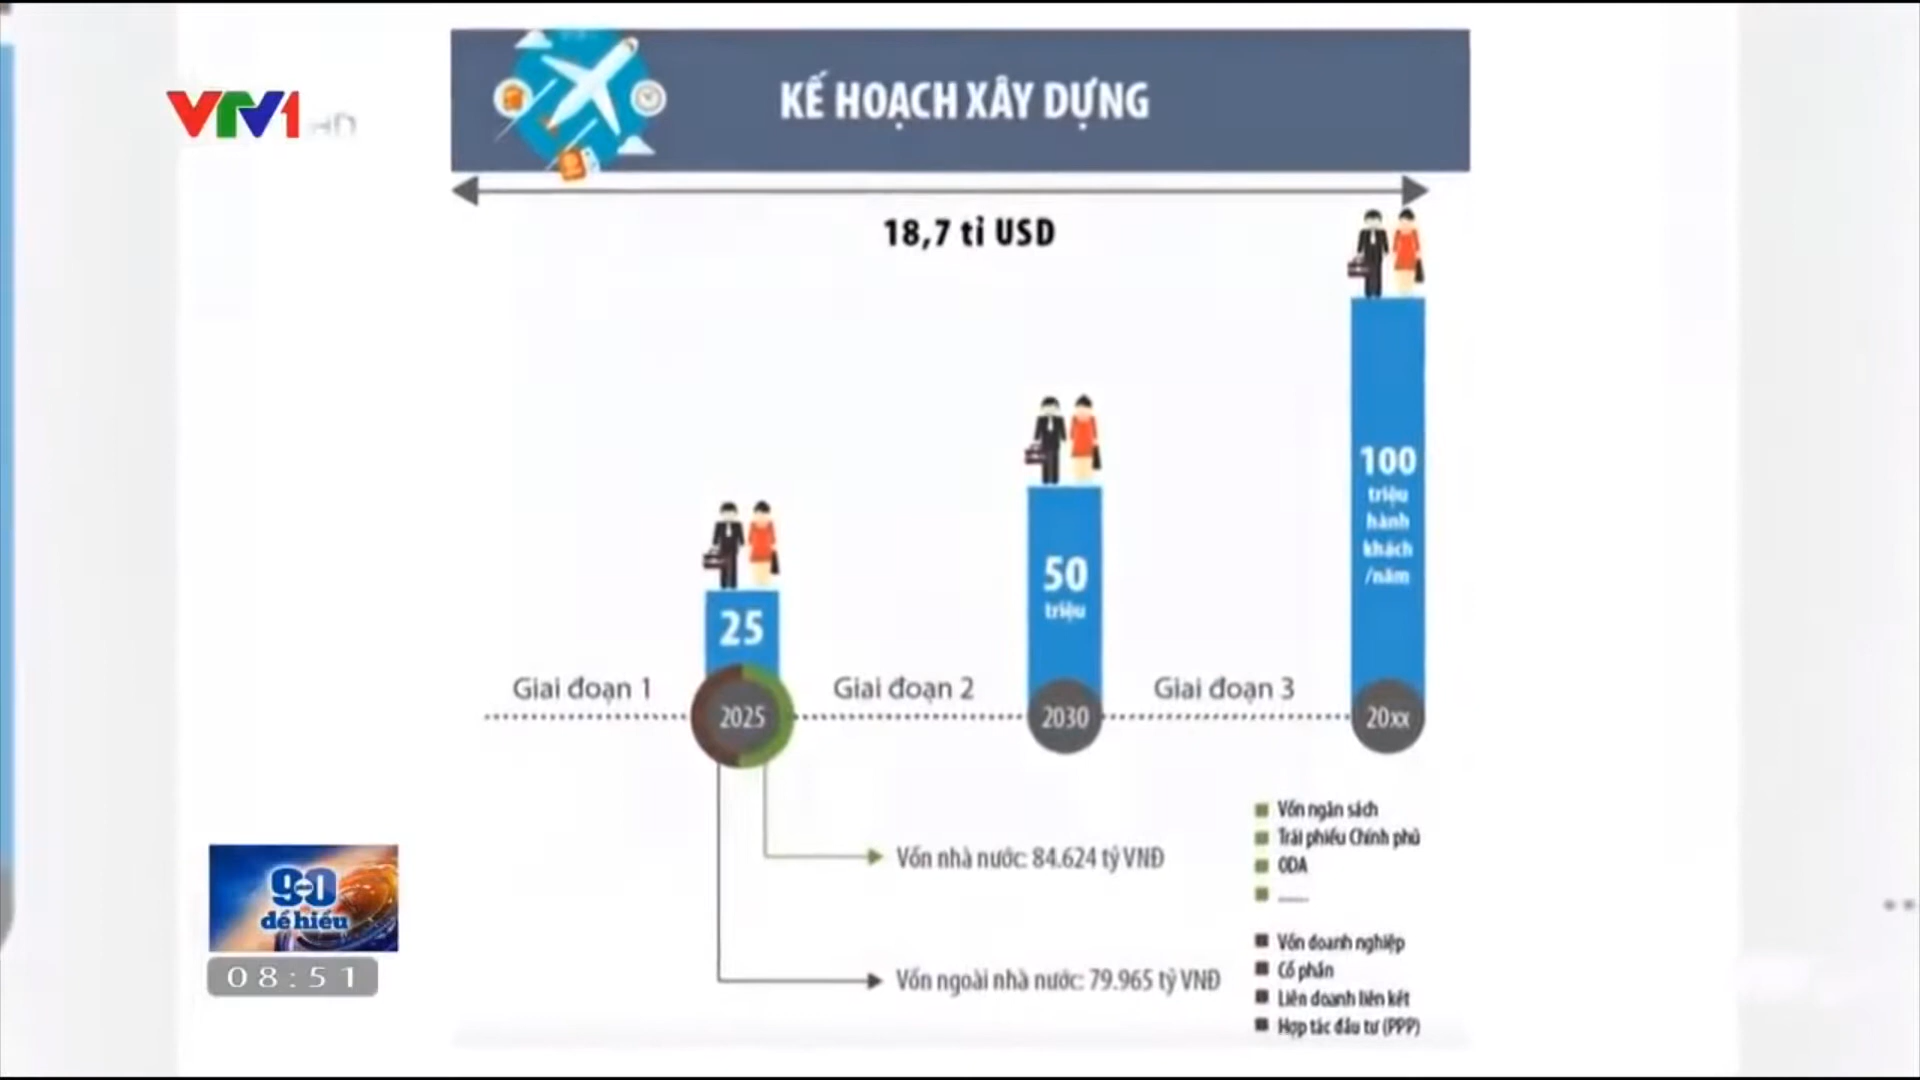 VTV1 HD
KẾ HOẠCH XÂY DỰNG
18,7 tỉ USD
100
triệu
hành
khách
/năm
50
triệu
25
Giai đoạn 1
Giai đoạn 2
Giai đoạn 3
2025
2030
20xx
Vốn nhà nước: 84.624 tỷ VNĐ
Vốn ngoài nhà nước: 79.965 tỷ VNĐ
Vốn ngân sách
Trái phiếu Chính phủ
ODA
.......
Vốn doanh nghiệp
Cổ phần
Liên doanh liên kết
Hợp tác đầu tư (PPP)
90
để hiểu
08:51